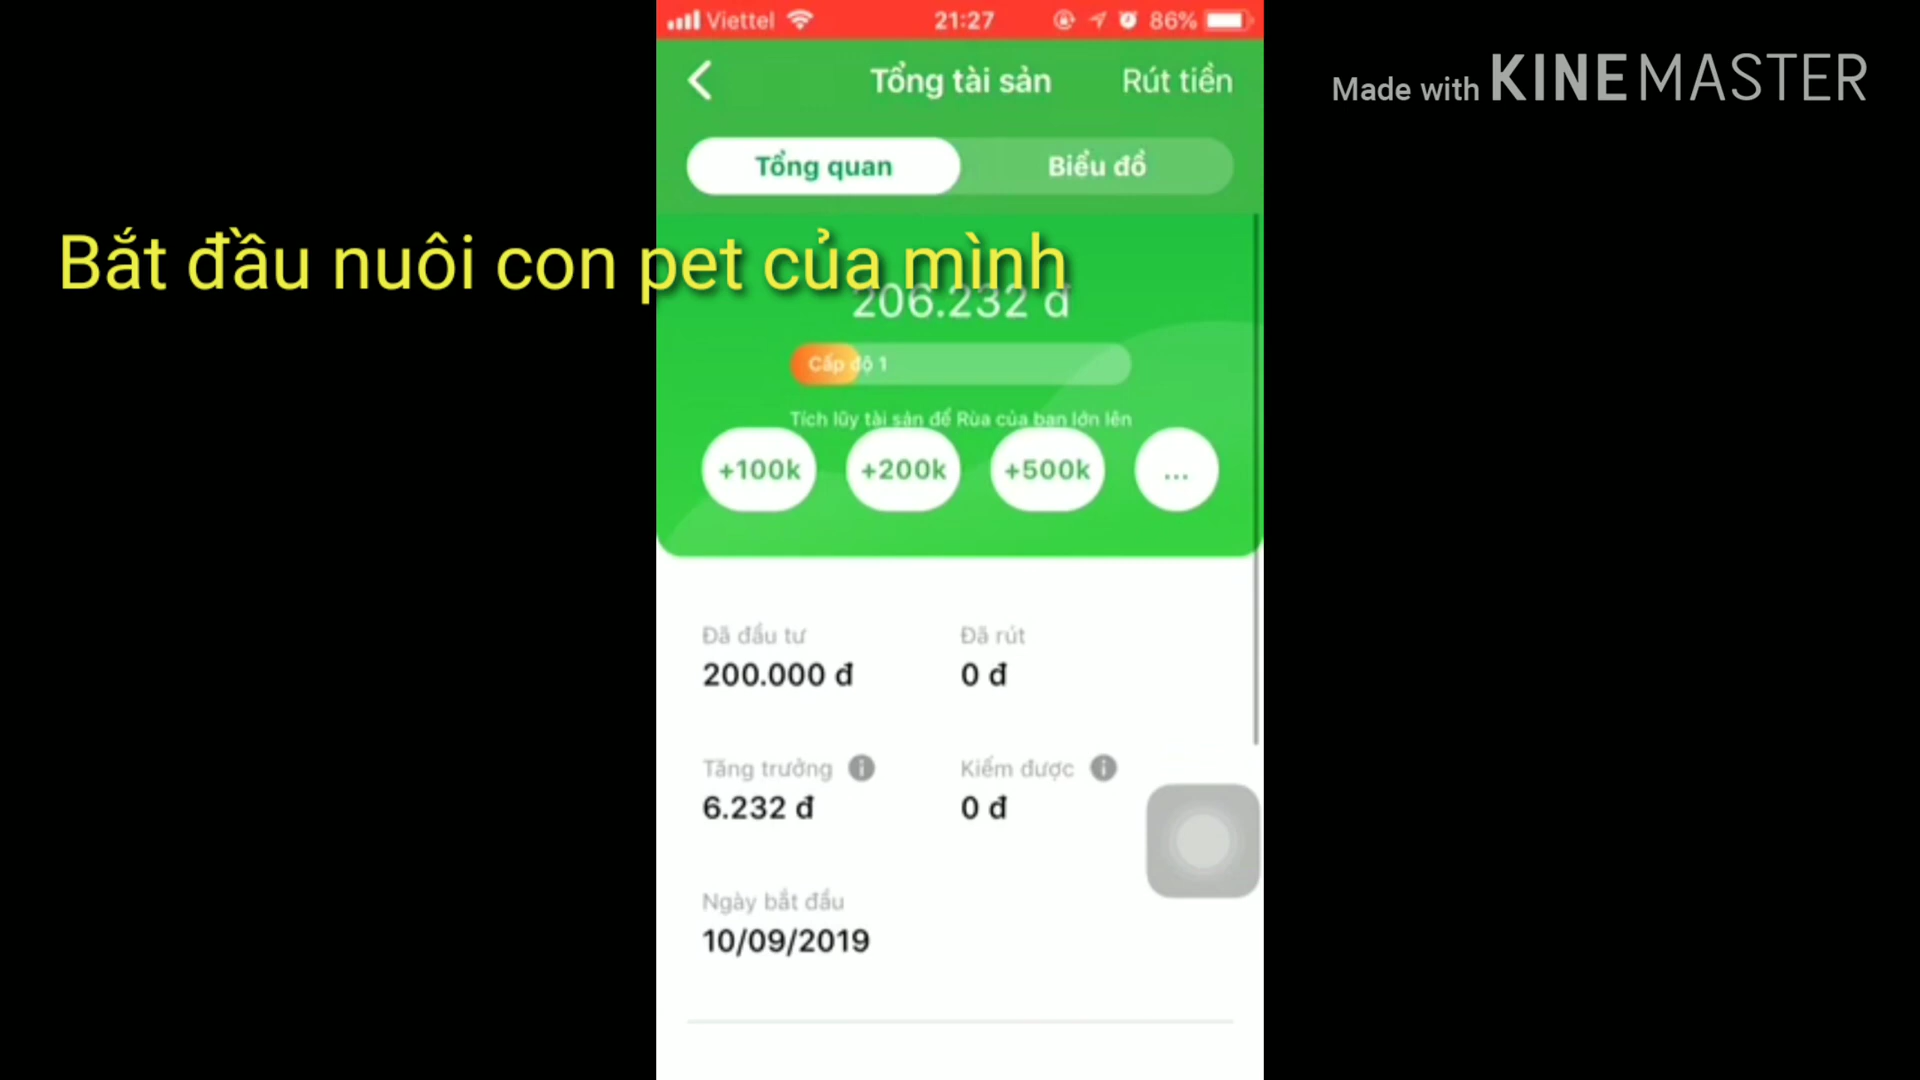 Viettel 21:27 86%
Tổng tài sản Rút tiền
Made with KINEMASTER
Tổng quan Biểu đồ
Bắt đầu nuôi con pet của mình
206.232 đ
Cấp độ 1
Tích lũy tài sản để Rùa của bạn lớn lên
+100k +200k +500k ...
Đã đầu tư Đã rút
200.000 đ 0 đ
Tăng trưởng Kiếm được
6.232 đ 0 đ
Ngày bắt đầu
10/09/2019